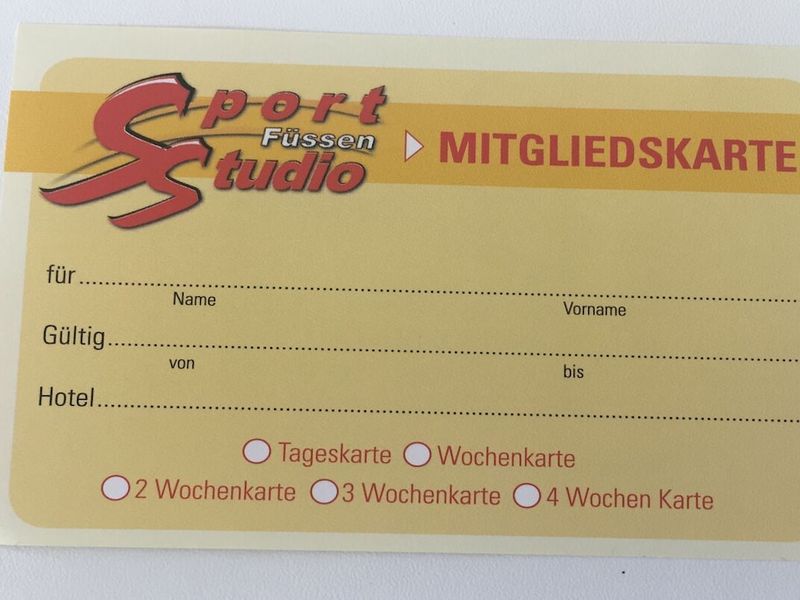 Sport
Füssen
Studio
MITGLIEDSKARTE
für
Name Vorname
Gültig
von bis
Hotel
Tageskarte Wochenkarte
2 Wochenkarte 3 Wochenkarte 4 Wochen Karte